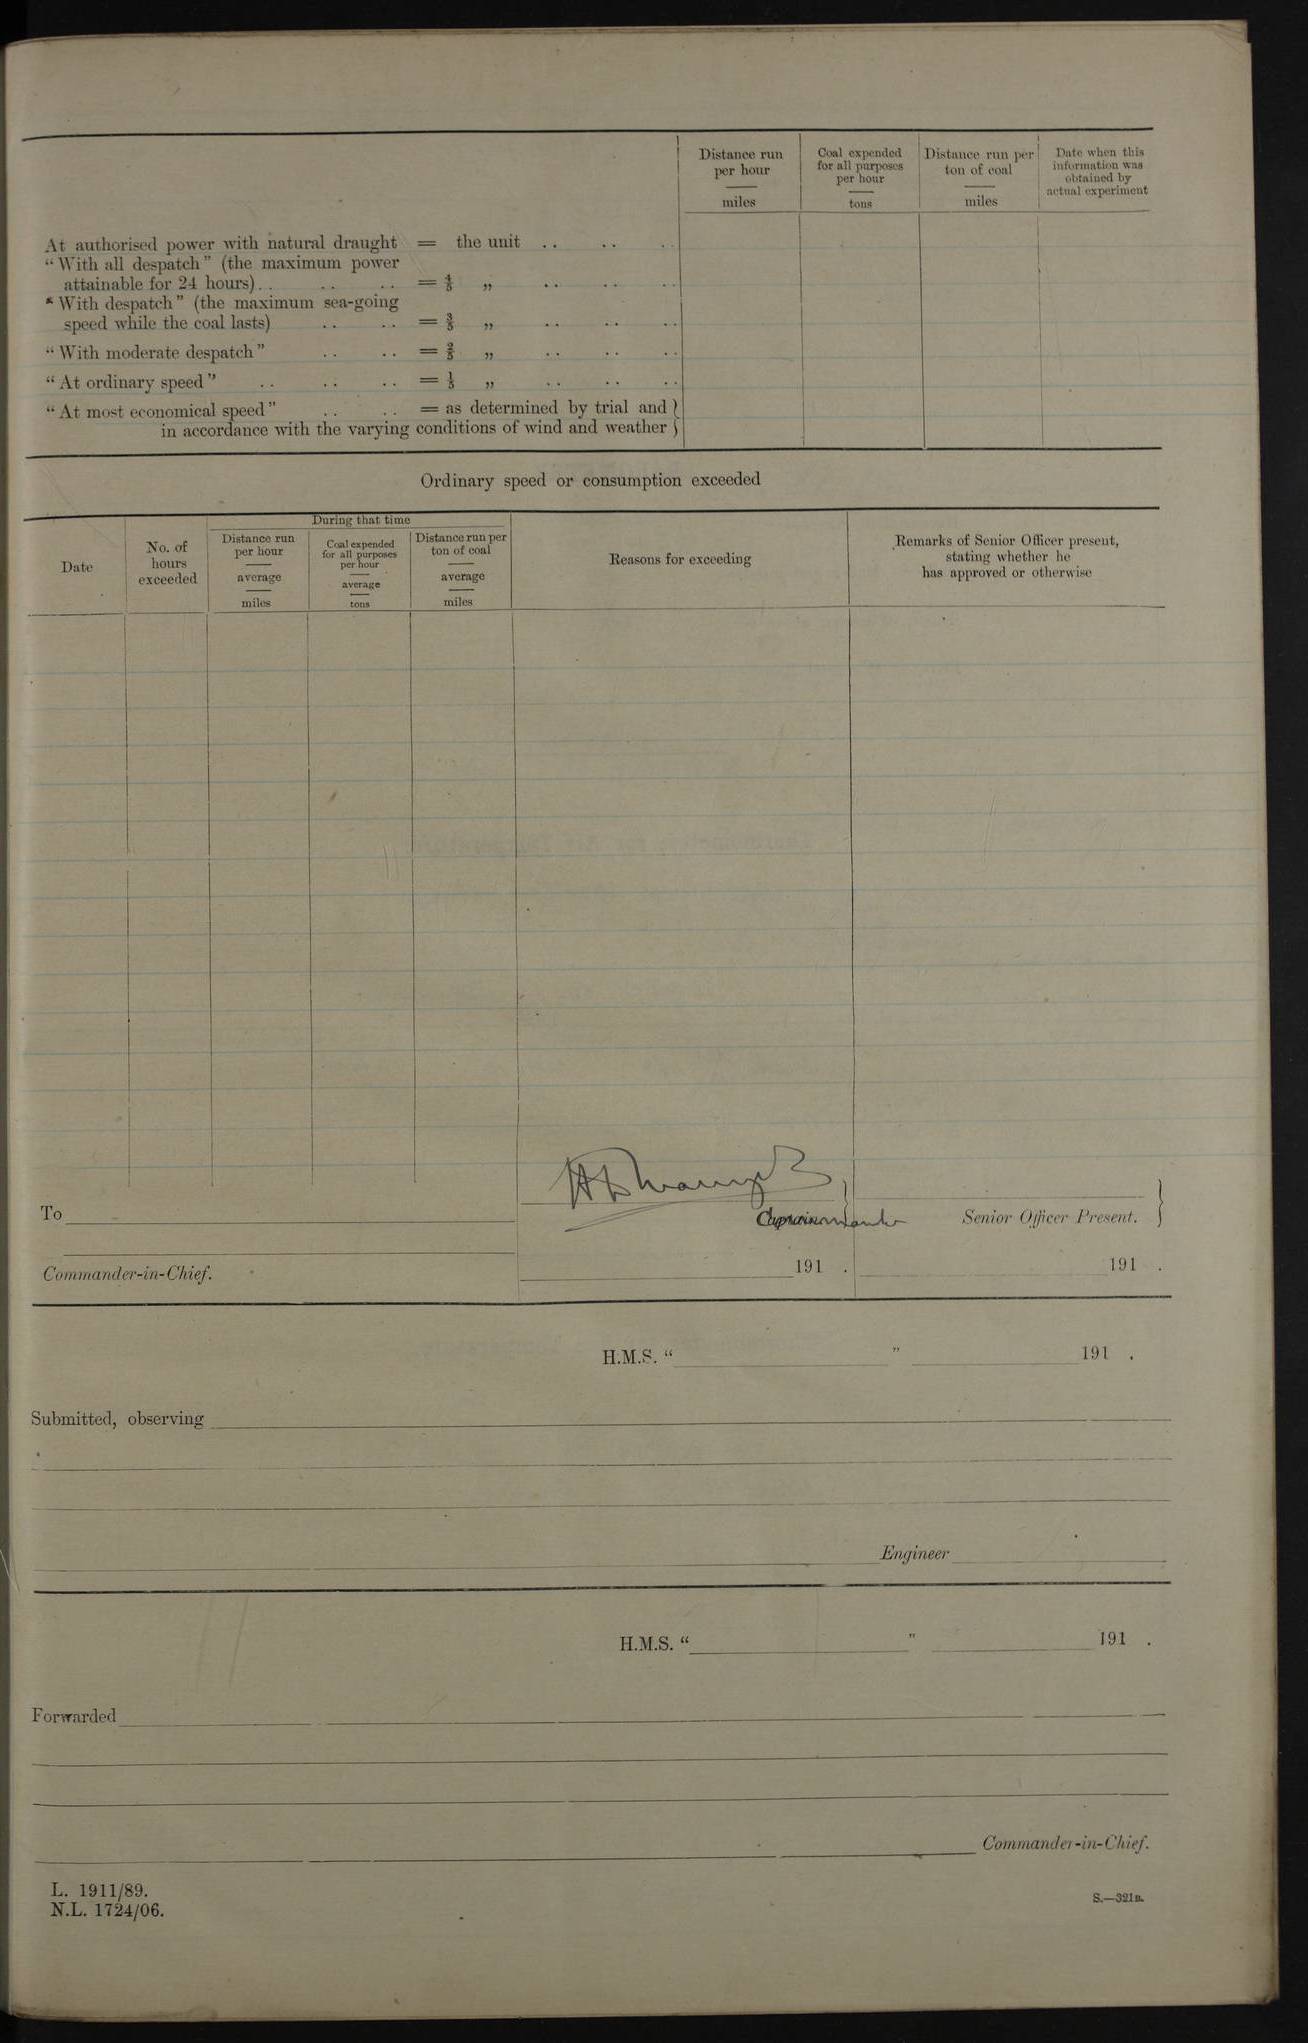 Distance run per hour — miles
Coal expended for all purposes per hour — tons
Distance run per ton of coal — miles
Date when this information was obtained by actual experiment
At authorised power with natural draught = the unit .. .. ..
“With all despatch” (the maximum power
attainable for 24 hours).. .. .. = 4/5 „ .. .. ..
“With despatch” (the maximum sea-going
speed while the coal lasts) .. .. = 3/5 „ .. .. ..
“With moderate despatch” .. .. = 2/5 „ .. .. ..
“At ordinary speed” .. .. .. = 1/5 „ .. .. ..
“At most economical speed” .. .. = as determined by trial and }
in accordance with the varying conditions of wind and weather }
Ordinary speed or consumption exceeded
Date
No. of hours exceeded
During that time
Distance run per hour — average — miles
Coal expended for all purposes per hour — average — tons
Distance run per ton of coal — average — miles
Reasons for exceeding
Remarks of Senior Officer present, stating whether he has approved or otherwise
To
Captain. Commander
Senior Officer Present. }
Commander-in-Chief.
191 .
191 .
H.M.S. “ ” 191 .
Submitted, observing
Engineer
H.M.S. “ ” 191 .
Forwarded
Commander-in-Chief.
L. 1911/89.
N.L. 1724/06.
S.—321B.